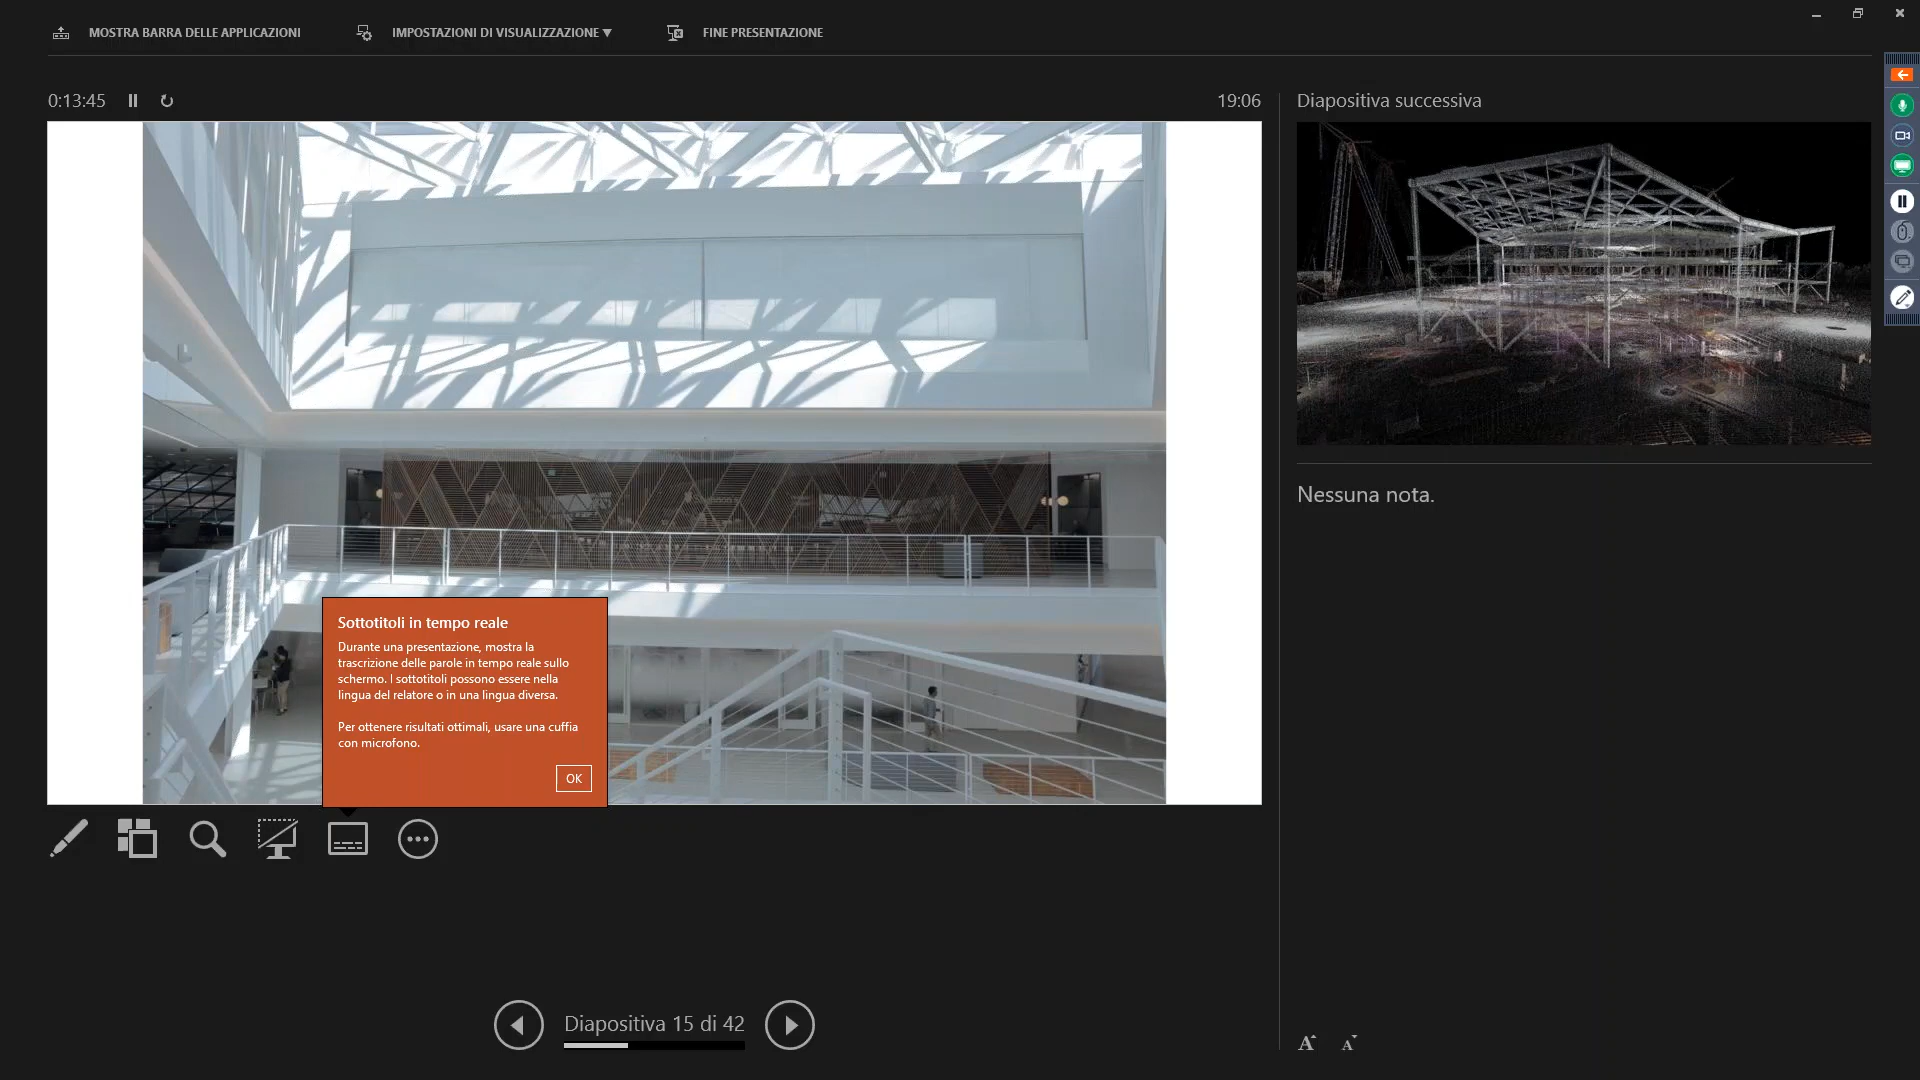 MOSTRA BARRA DELLE APPLICAZIONI
IMPOSTAZIONI DI VISUALIZZAZIONE ▼
FINE PRESENTAZIONE
0:13:45
19:06
Diapositiva successiva
Nessuna nota.
Sottotitoli in tempo reale
Durante una presentazione, mostra la
trascrizione delle parole in tempo reale sullo
schermo. I sottotitoli possono essere nella
lingua del relatore o in una lingua diversa.
Per ottenere risultati ottimali, usare una cuffia
con microfono.
OK
Diapositiva 15 di 42
A A